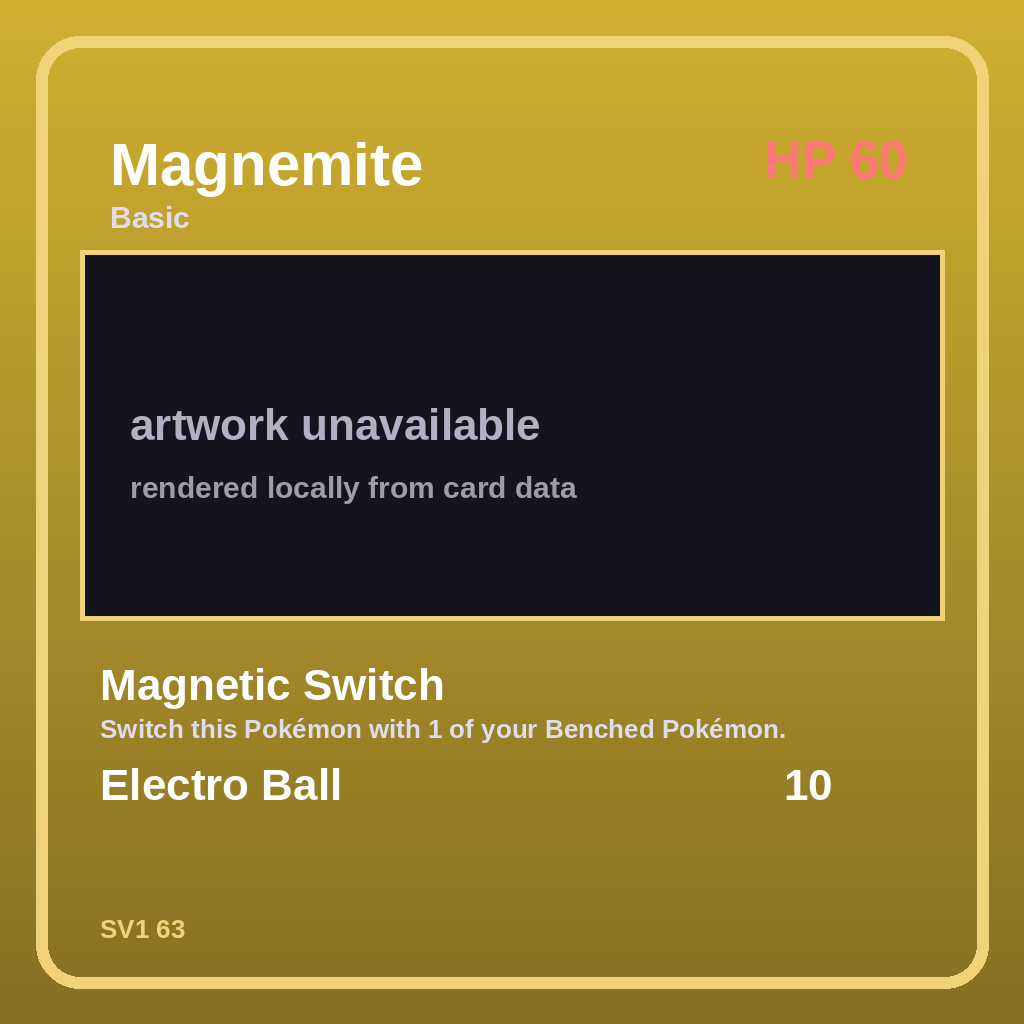 Magnemite
HP 60
Basic
artwork unavailable
rendered locally from card data
Magnetic Switch
Switch this Pokémon with 1 of your Benched Pokémon.
Electro Ball 10
SV1 63